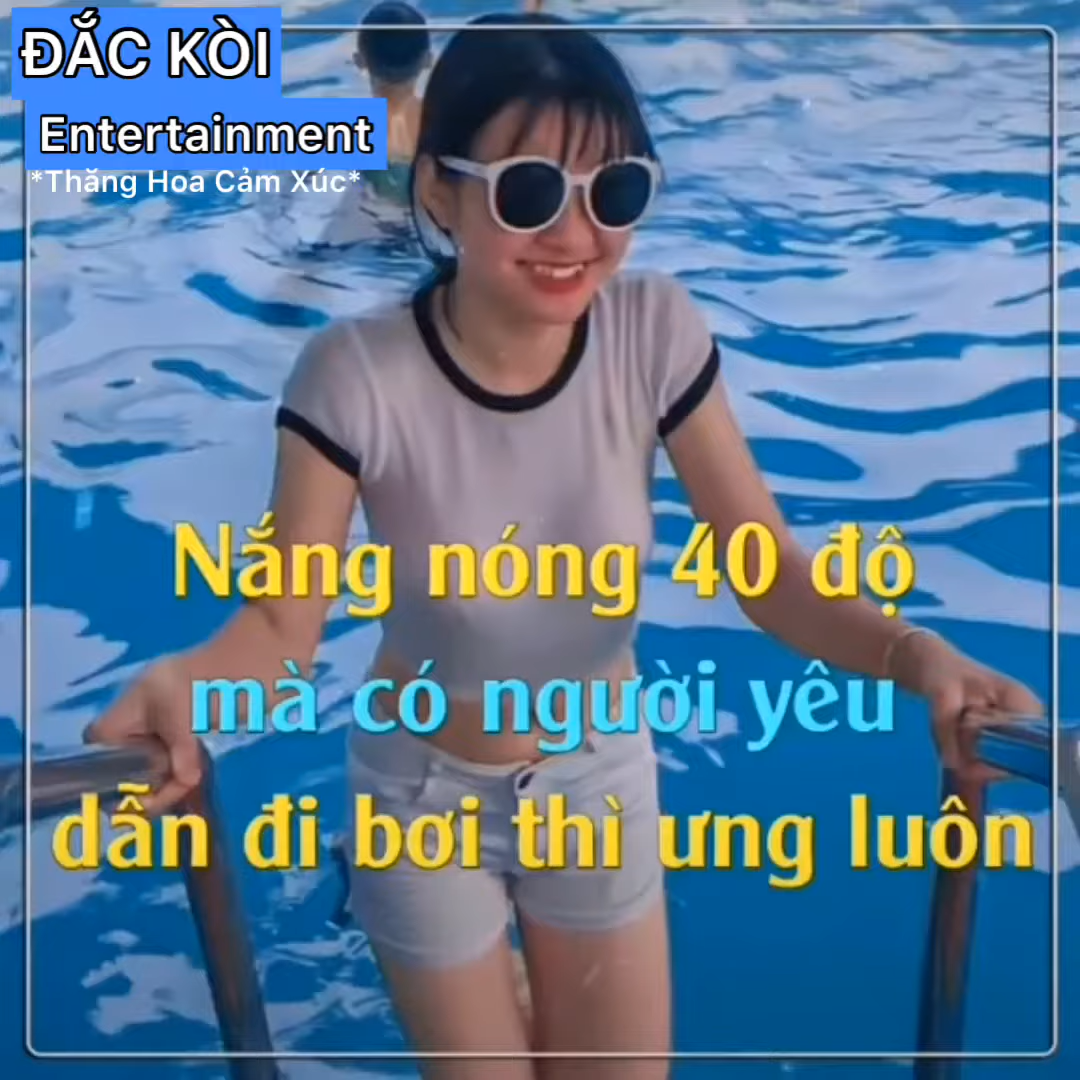 ĐẮC KÒI
Entertainment
*Thăng Hoa Cảm Xúc*
Nắng nóng 40 độ
mà có người yêu
dẫn đi bơi thì ưng luôn